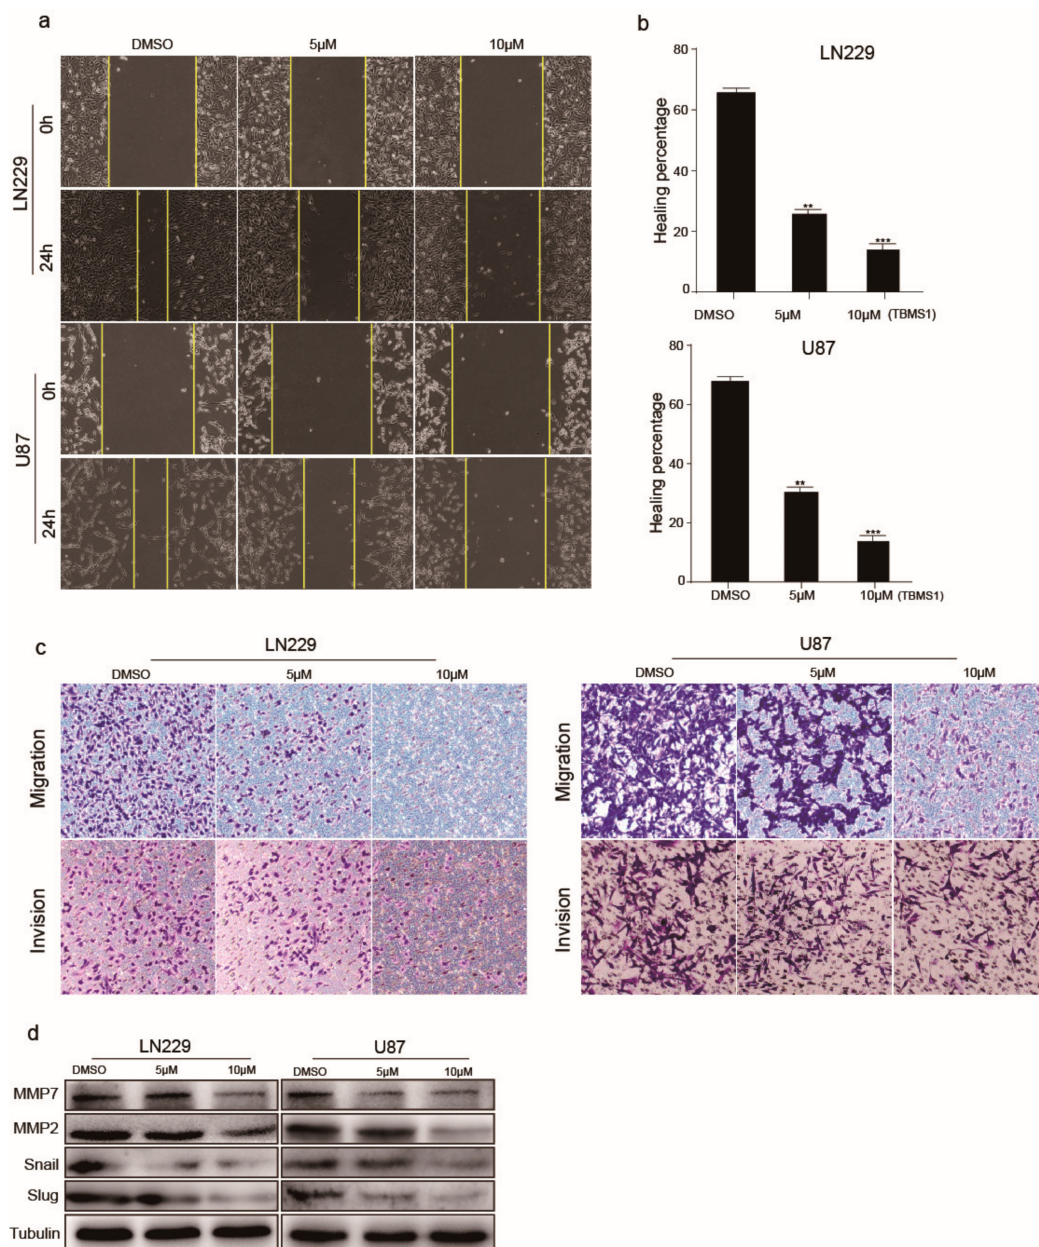 a
DMSO 5μM 10μM
LN229
0h
24h
U87
0h
24h
b
LN229
Healing percentage
80
60
40
20
0
**
***
DMSO 5μM 10μM (TBMS1)
U87
Healing percentage
80
60
40
20
0
**
***
DMSO 5μM 10μM (TBMS1)
c
LN229
DMSO 5μM 10μM
Migration
Invision
U87
DMSO 5μM 10μM
Migration
Invision
d
LN229 U87
DMSO 5μM 10μM DMSO 5μM 10μM
MMP7
MMP2
Snail
Slug
Tubulin